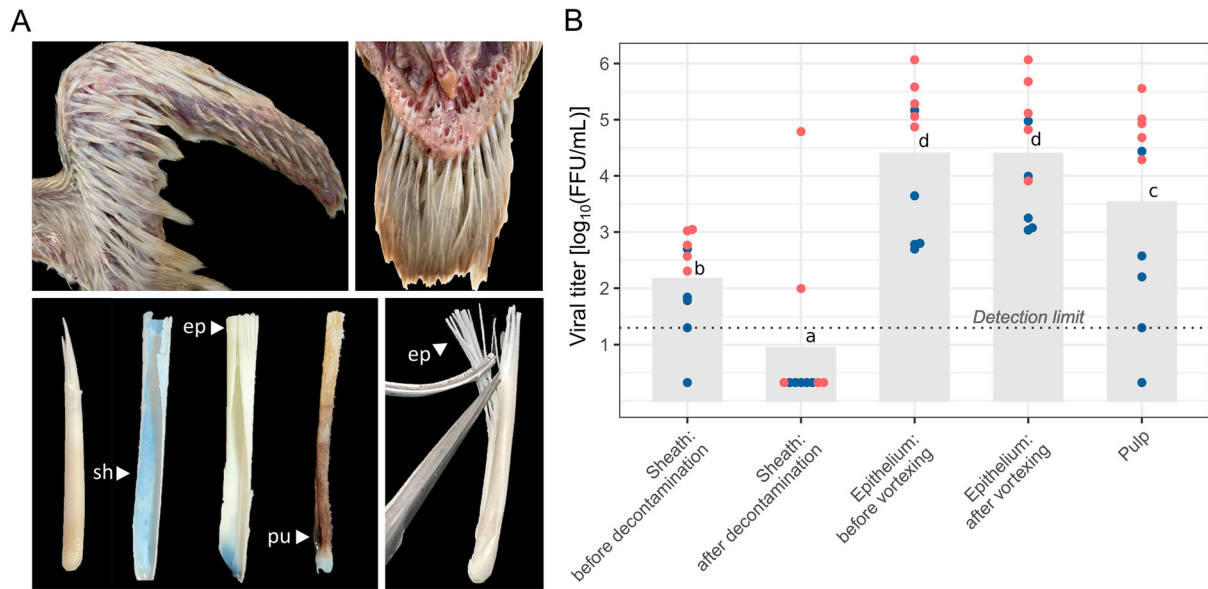 A
ep
sh
pu
ep
B
Viral titer [log10(FFU/mL)]
6
5
4
3
2
1
b
a
d
d
c
Detection limit
Sheath:
before decontamination
Sheath:
after decontamination
Epithelium:
before vortexing
Epithelium:
after vortexing
Pulp